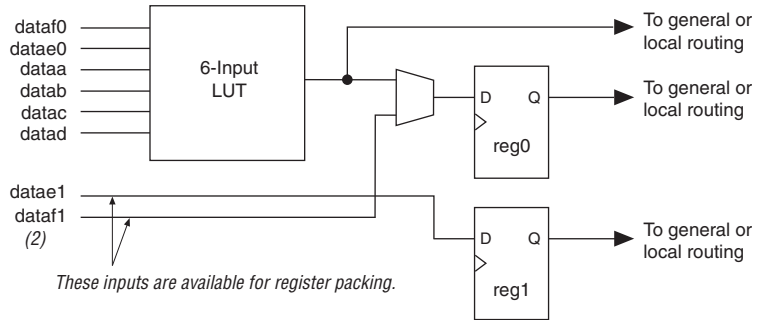 dataf0
datae0
dataa
datab
datac
datad
6-Input
LUT
To general or
local routing
D Q
reg0
To general or
local routing
datae1
dataf1
(2)
These inputs are available for register packing.
D Q
reg1
To general or
local routing